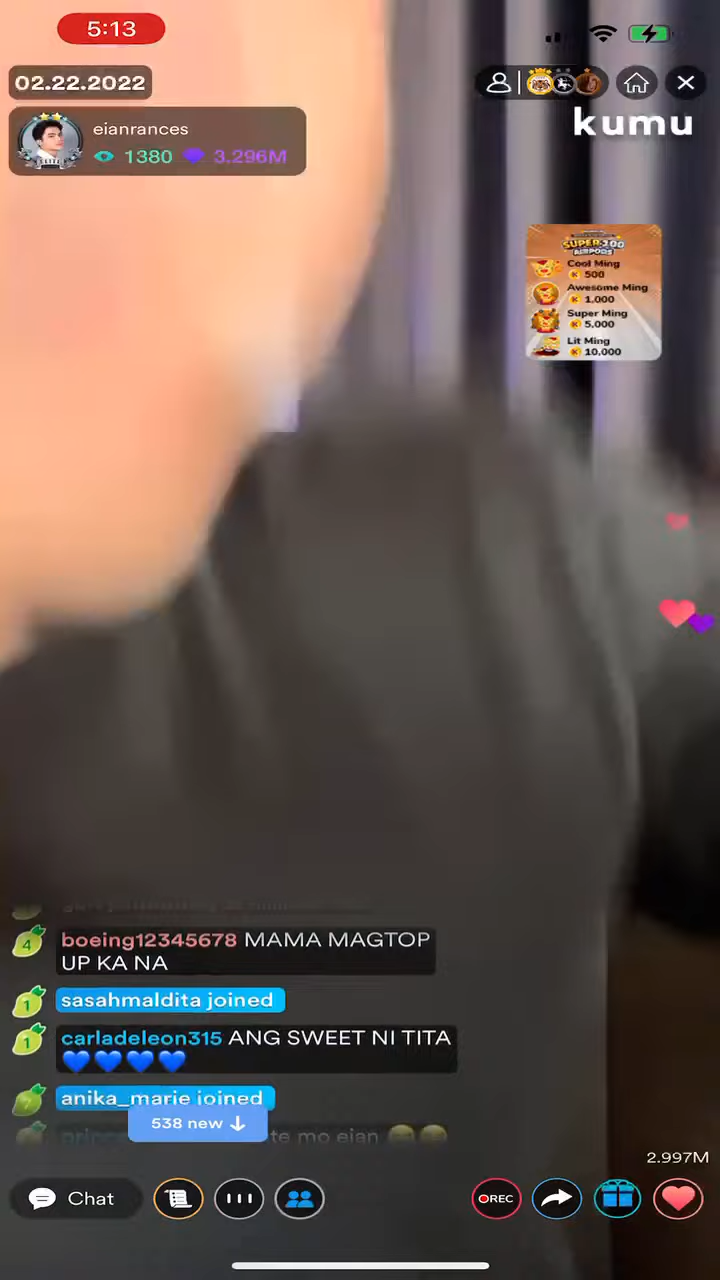 5:13
02.22.2022
kumu
eianrances
1380 3.296M
SUPER 200
AIRPODS
Cool Ming
500
Awesome Ming
1,000
Super Ming
5,000
Lit Ming
10,000
4 boeing12345678 MAMA MAGTOP
UP KA NA
1 sasahmaldita joined
1 carladeleon315 ANG SWEET NI TITA
anika_marie joined
538 new
te mo eian
2.997M
Chat
REC